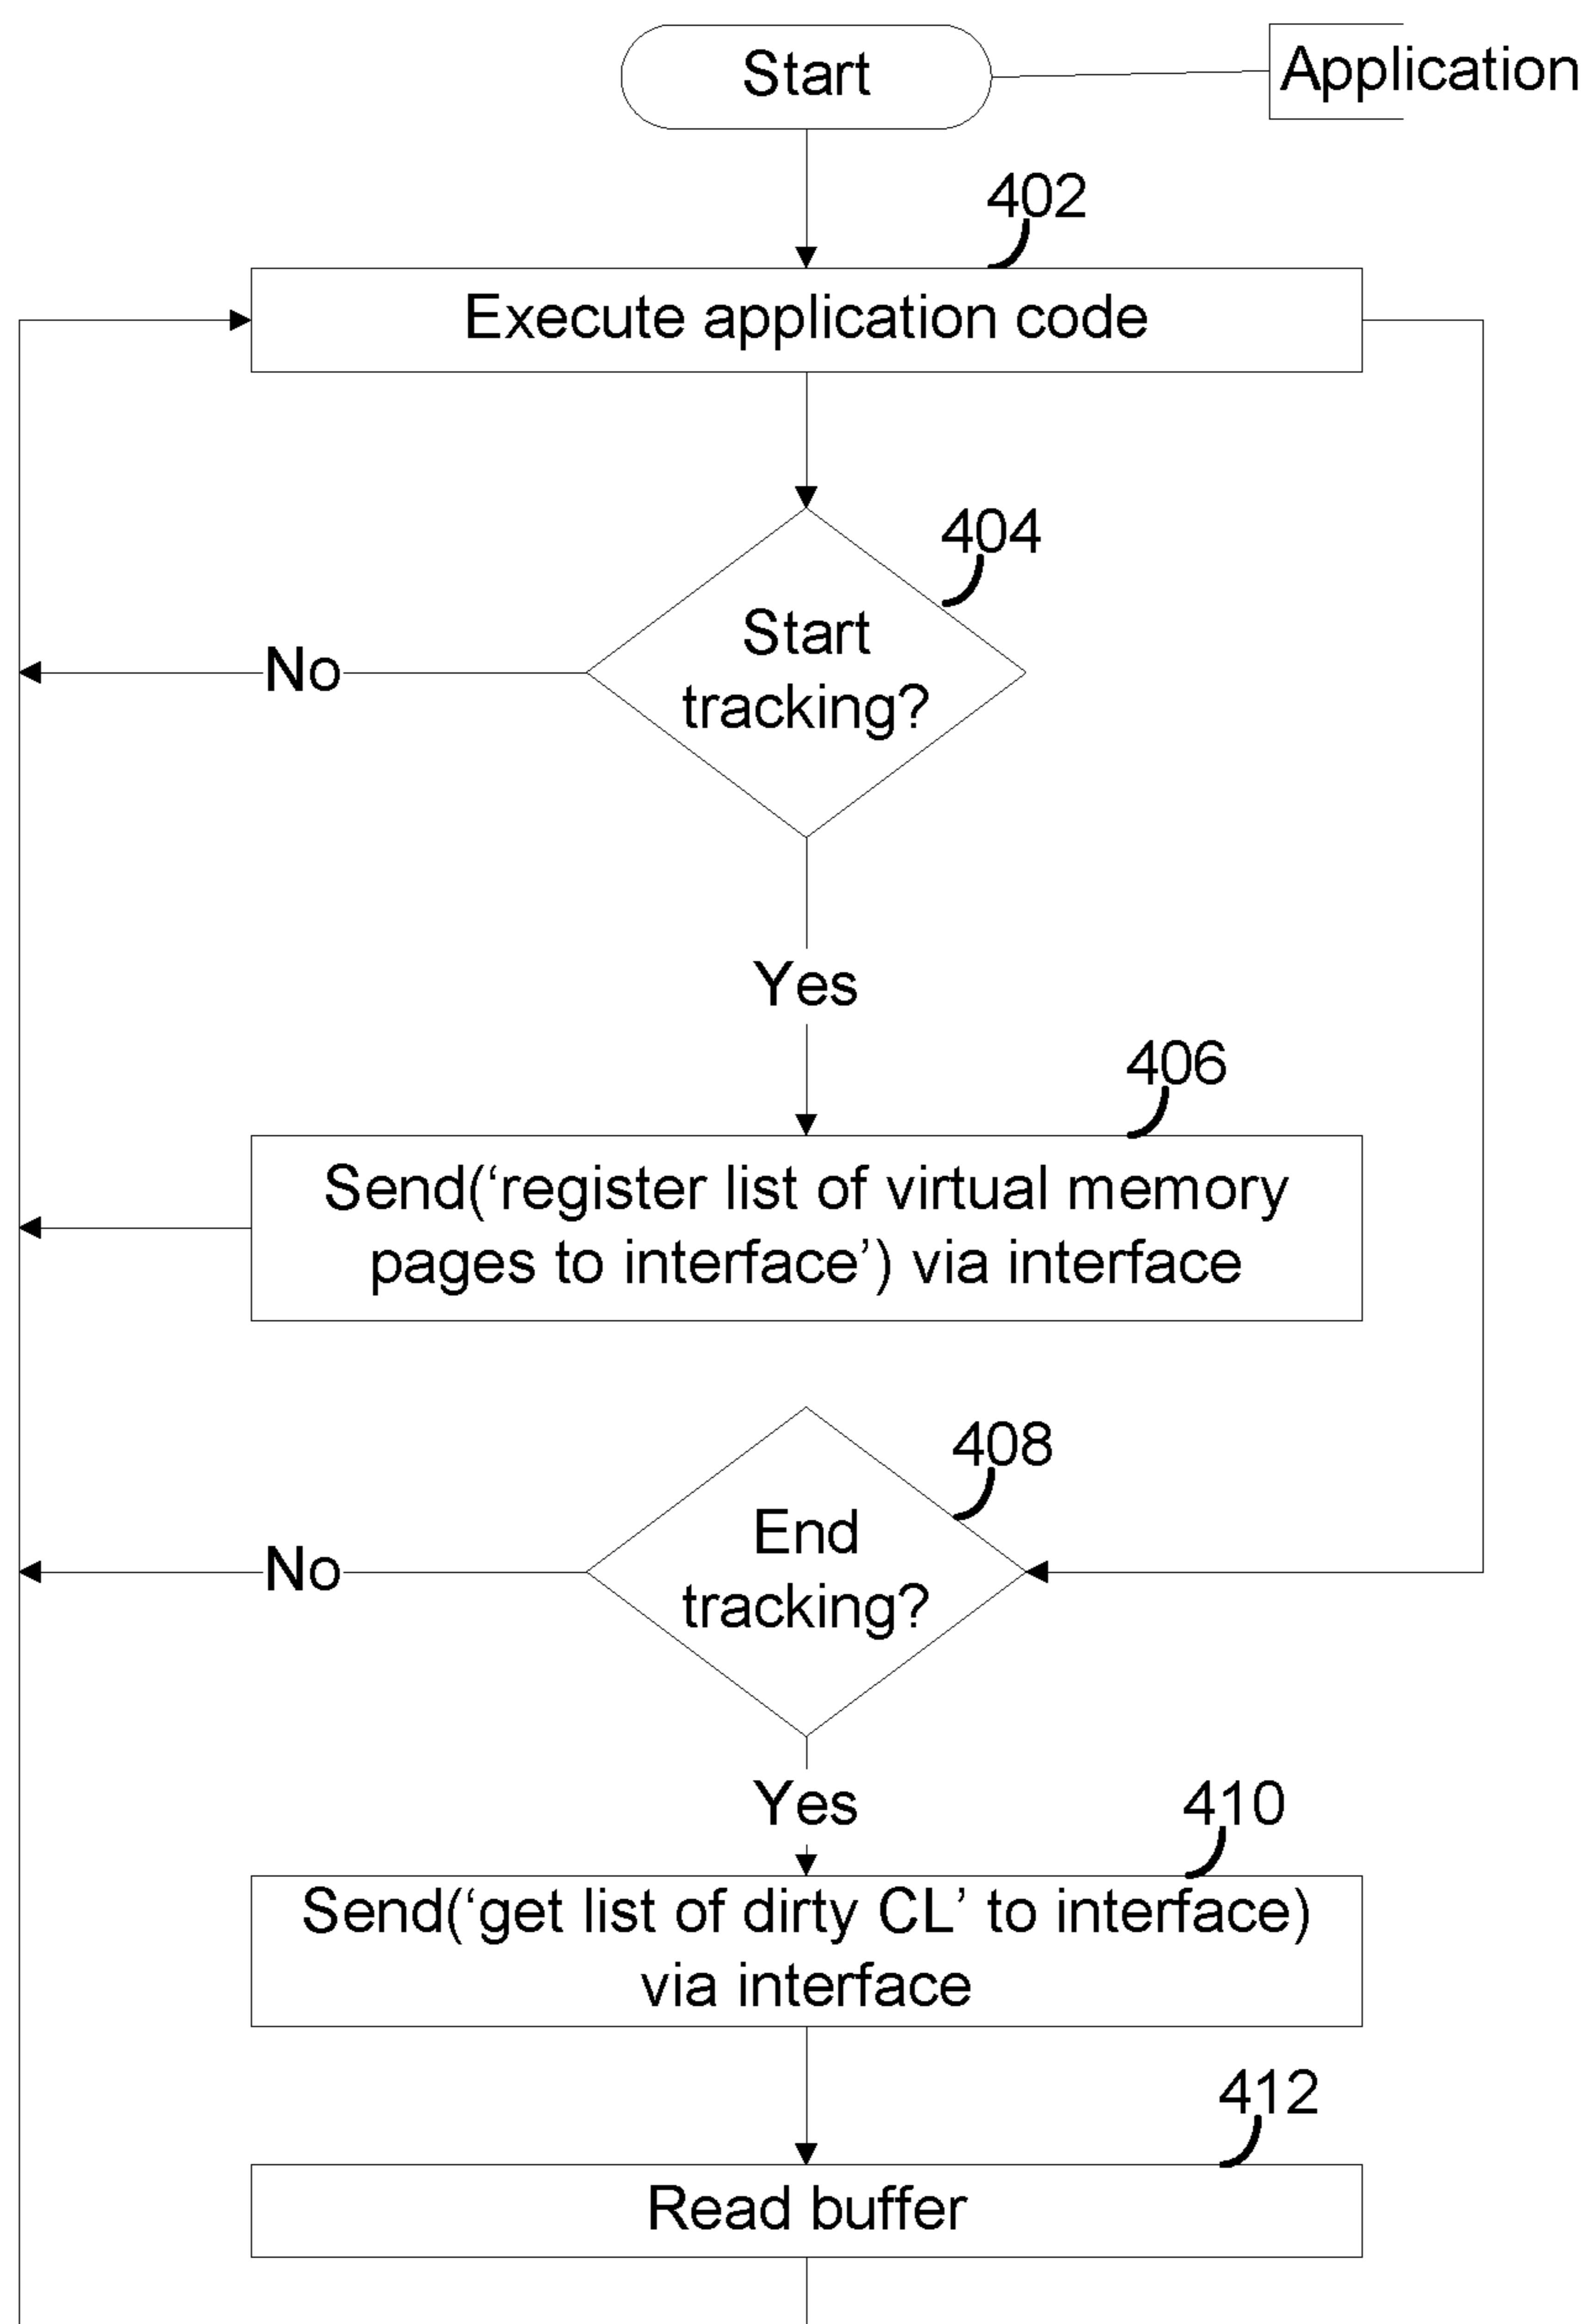 Start
Application
402
Execute application code
404
Start
tracking?
No
Yes
406
Send(‘register list of virtual memory
pages to interface’) via interface
408
End
tracking?
No
Yes
410
Send(‘get list of dirty CL’ to interface)
via interface
412
Read buffer